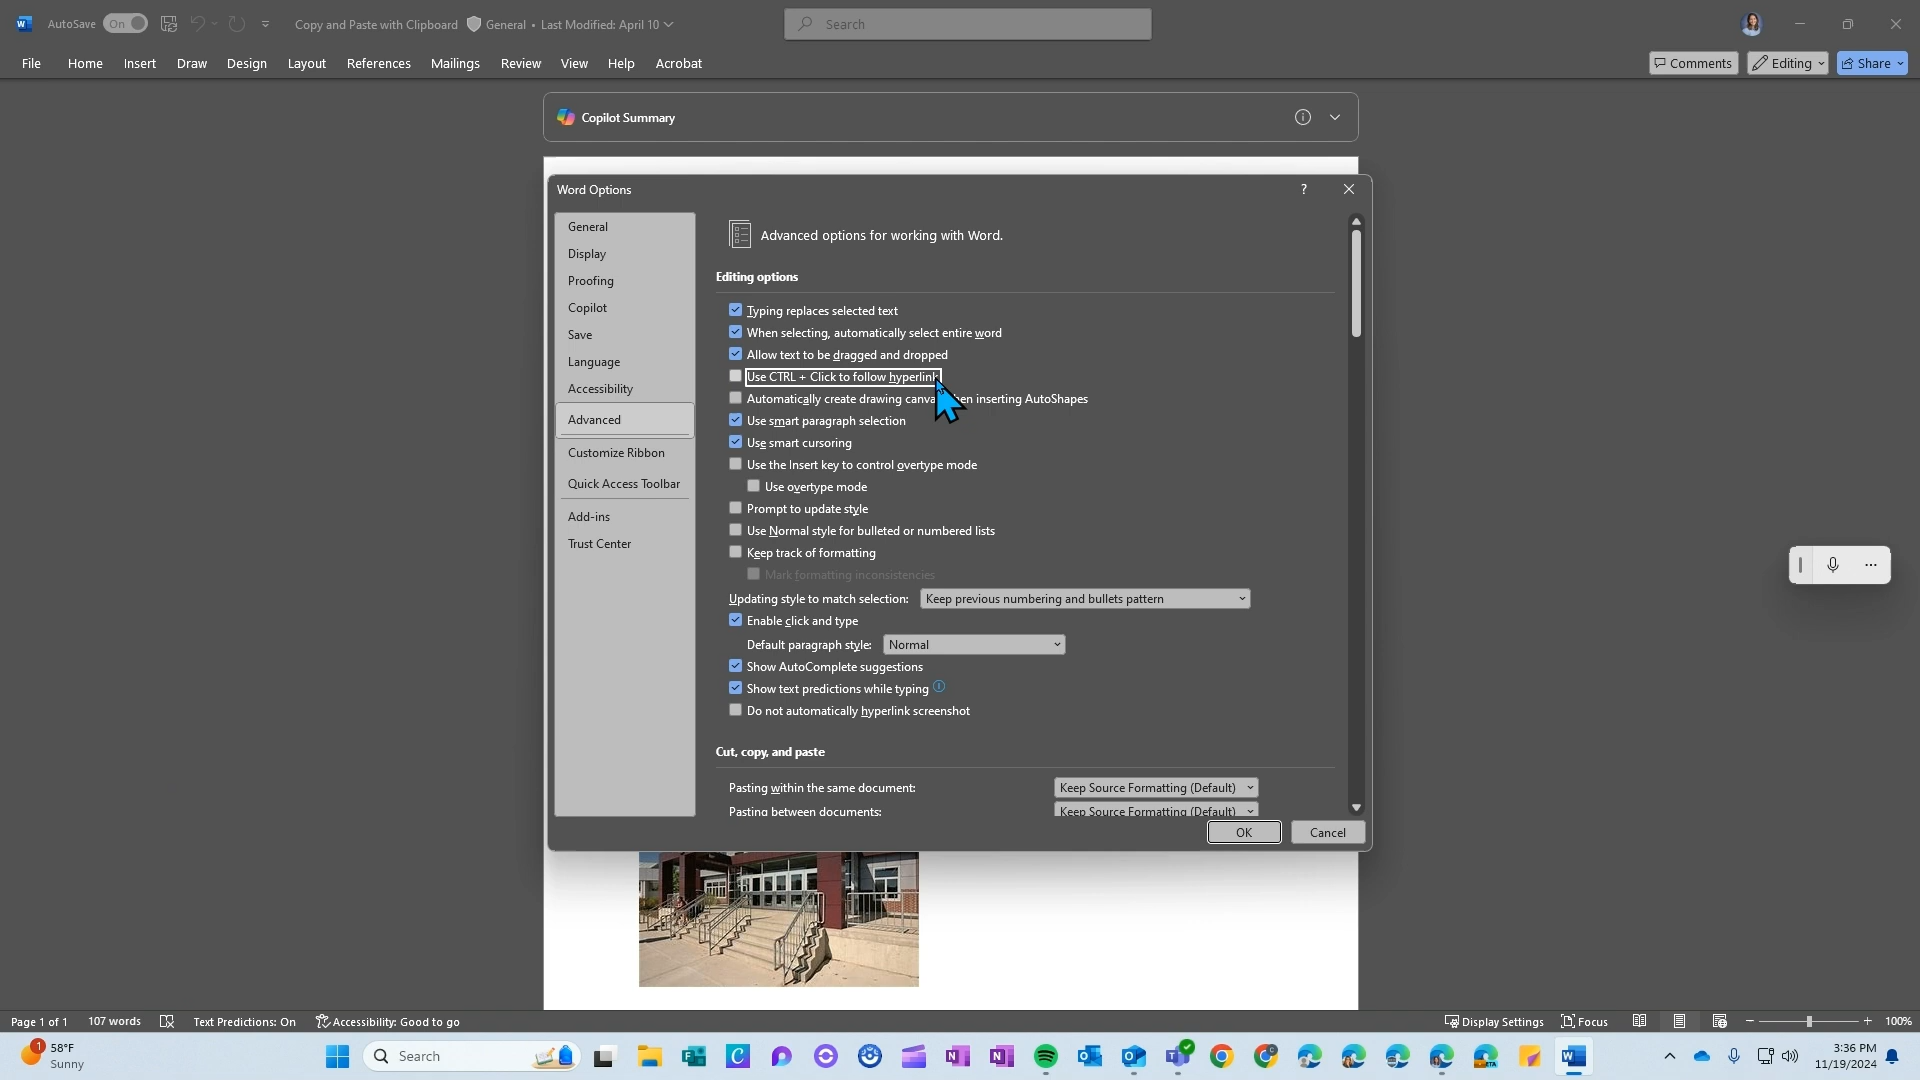 AutoSave On Copy and Paste with Clipboard General • Last Modified: April 10 Search
File Home Insert Draw Design Layout References Mailings Review View Help Acrobat Comments Editing Share
Copilot Summary
Word Options ?
General
Display
Proofing
Copilot
Save
Language
Accessibility
Advanced
Customize Ribbon
Quick Access Toolbar
Add-ins
Trust Center
Advanced options for working with Word.
Editing options
Typing replaces selected text
When selecting, automatically select entire word
Allow text to be dragged and dropped
Use CTRL + Click to follow hyperlink
Automatically create drawing canvas when inserting AutoShapes
Use smart paragraph selection
Use smart cursoring
Use the Insert key to control overtype mode
Use overtype mode
Prompt to update style
Use Normal style for bulleted or numbered lists
Keep track of formatting
Mark formatting inconsistencies
Updating style to match selection: Keep previous numbering and bullets pattern
Enable click and type
Default paragraph style: Normal
Show AutoComplete suggestions
Show text predictions while typing
Do not automatically hyperlink screenshot
Cut, copy, and paste
Pasting within the same document: Keep Source Formatting (Default)
Pasting between documents: Keep Source Formatting (Default)
OK Cancel
Page 1 of 1 107 words Text Predictions: On Accessibility: Good to go Display Settings Focus 100%
1 58°F
Sunny
Search
3:36 PM
11/19/2024